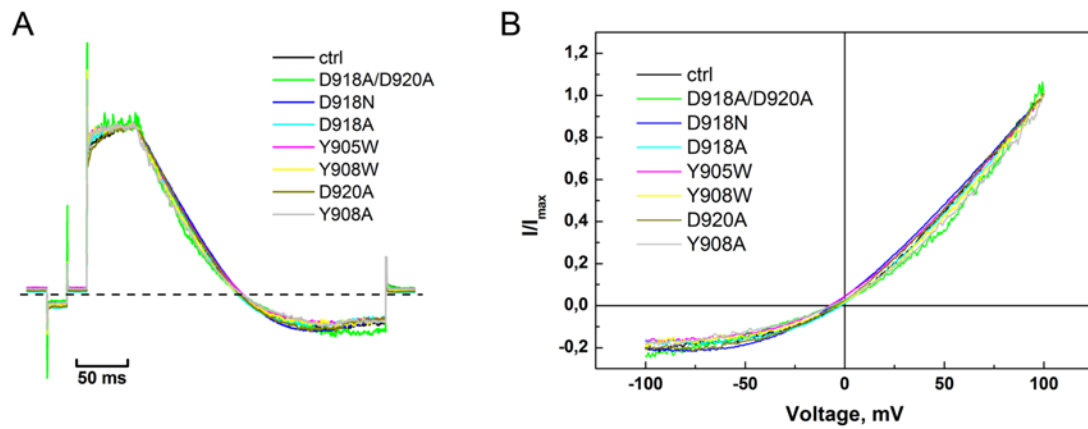 A
ctrl
D918A/D920A
D918N
D918A
Y905W
Y908W
D920A
Y908A
50 ms
B
1,2
1,0
0,8
0,6
0,4
0,2
0,0
-0,2
I/Imax
ctrl
D918A/D920A
D918N
D918A
Y905W
Y908W
D920A
Y908A
-100
-50
0
50
100
Voltage, mV